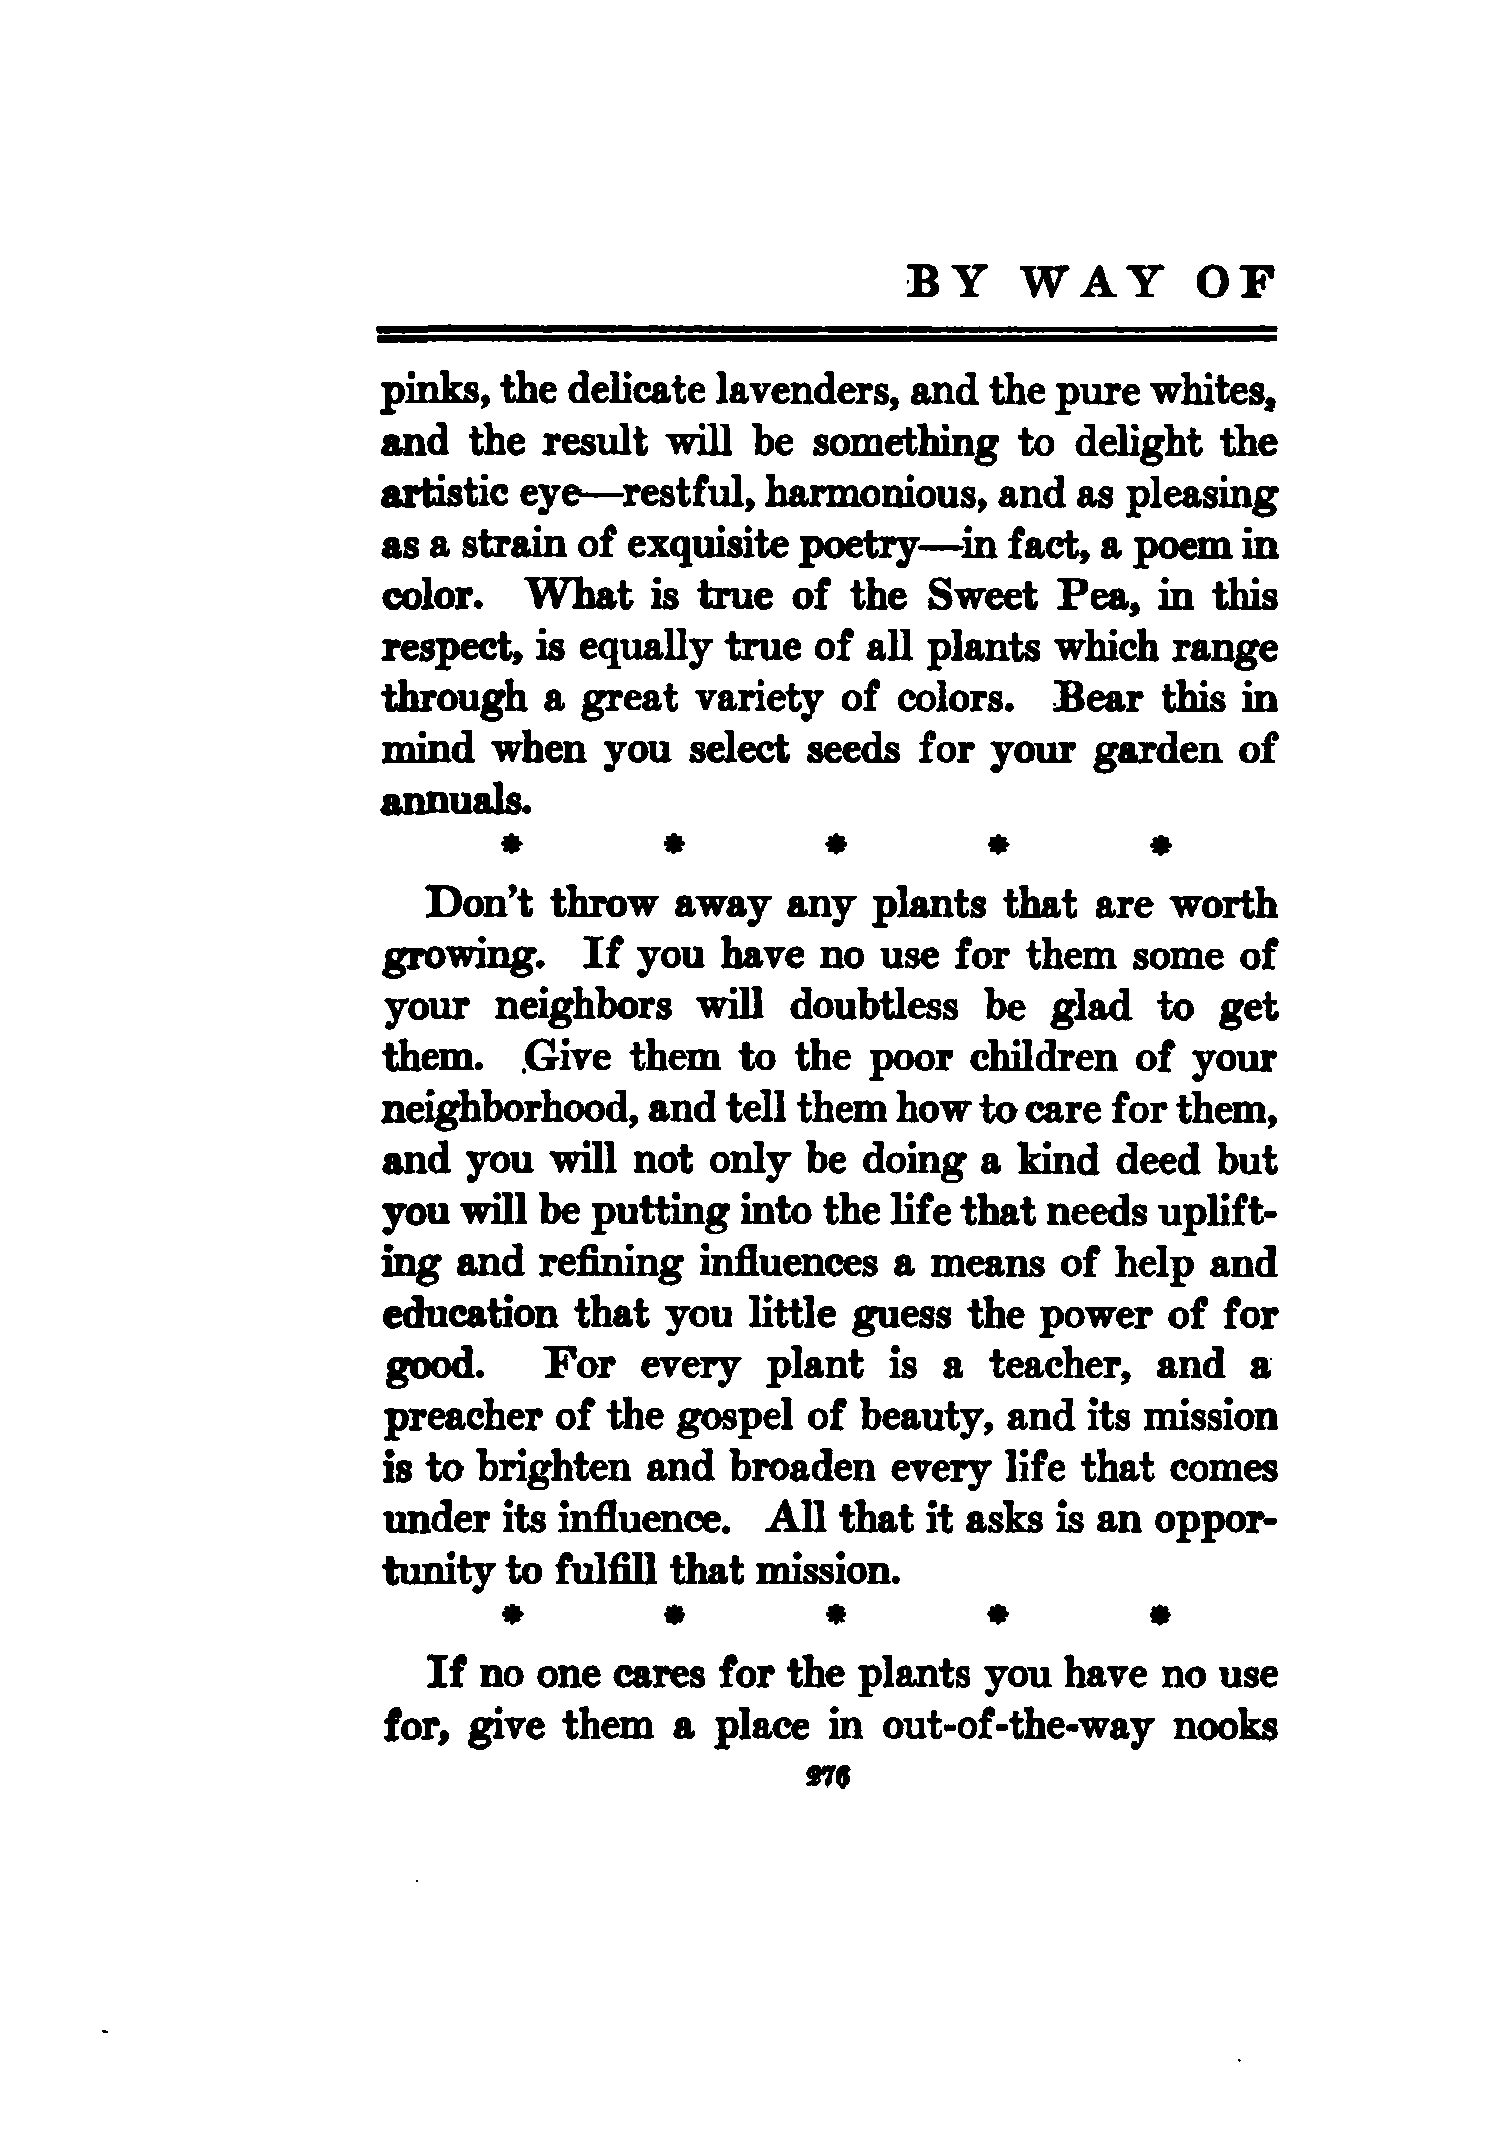 BY WAY OF
pinks, the delicate lavenders, and the pure whites,
and the result will be something to delight the
artistic eye—restful, harmonious, and as pleasing
as a strain of exquisite poetry—in fact, a poem in
color. What is true of the Sweet Pea, in this
respect, is equally true of all plants which range
through a great variety of colors. Bear this in
mind when you select seeds for your garden of
annuals.
* * * * *
Don't throw away any plants that are worth
growing. If you have no use for them some of
your neighbors will doubtless be glad to get
them. Give them to the poor children of your
neighborhood, and tell them how to care for them,
and you will not only be doing a kind deed but
you will be putting into the life that needs uplift-
ing and refining influences a means of help and
education that you little guess the power of for
good. For every plant is a teacher, and a
preacher of the gospel of beauty, and its mission
is to brighten and broaden every life that comes
under its influence. All that it asks is an oppor-
tunity to fulfill that mission.
* * * * *
If no one cares for the plants you have no use
for, give them a place in out-of-the-way nooks
276